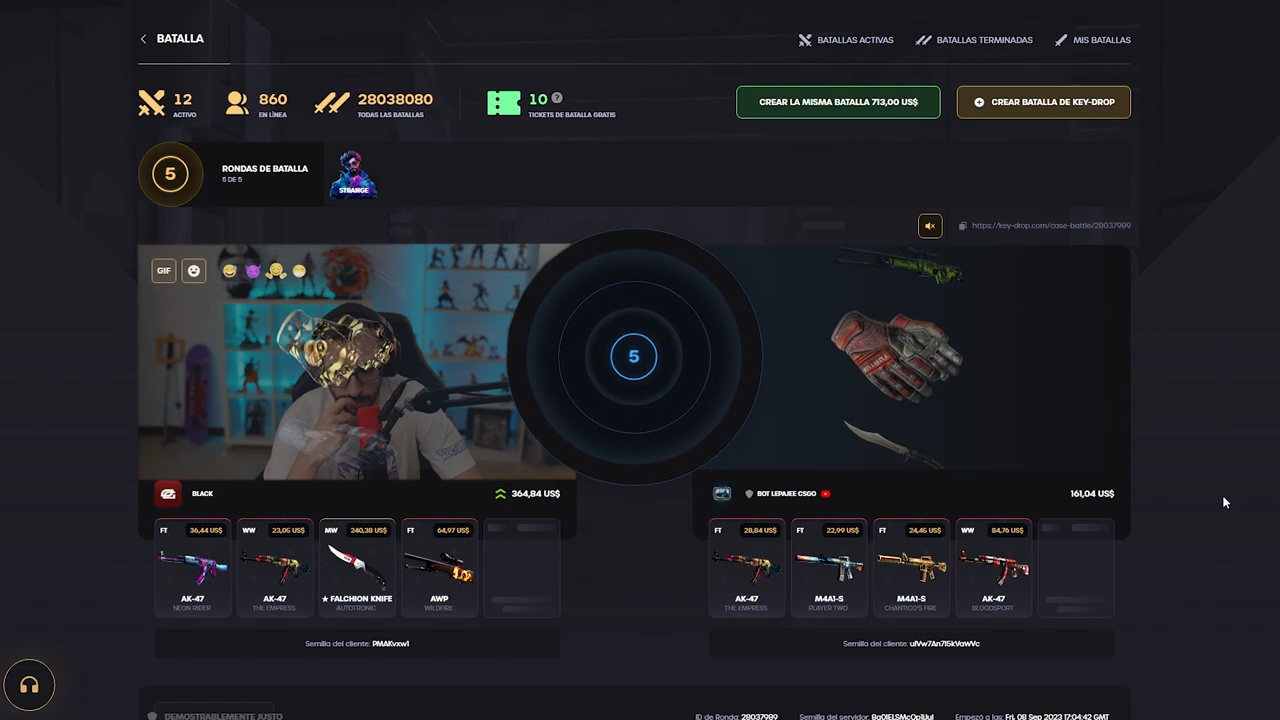 BATALLA
BATALLAS ACTIVAS
BATALLAS TERMINADAS
MIS BATALLAS
12
ACTIVO
860
EN LÍNEA
28038080
TODAS LAS BATALLAS
10 ?
TICKETS DE BATALLA GRATIS
CREAR LA MISMA BATALLA 713,00 US$
CREAR BATALLA DE KEY-DROP
5
RONDAS DE BATALLA
5 DE 5
STRANGE
https://key-drop.com/case-battle/28037989
GIF
5
BLACK
364,84 US$
BOT LEPAJEE CSGO
161,04 US$
FT 36,44 US$
AK-47
NEON RIDER
WW 23,05 US$
AK-47
THE EMPRESS
MW 240,38 US$
★ FALCHION KNIFE
AUTOTRONIC
FT 64,97 US$
AWP
WILDFIRE
FT 28,84 US$
AK-47
THE EMPRESS
FT 22,99 US$
M4A1-S
PLAYER TWO
FT 24,45 US$
M4A1-S
CHANTICO'S FIRE
WW 84,76 US$
AK-47
BLOODSPORT
Semilla del cliente: PMAKvxw1
Semilla del cliente:
DEMOSTRABLEMENTE JUSTO
ID de Ronda: 28037989
Semilla del servidor:
Empezó a las: Fri, 08 Sep 2023 17:04:42 GMT